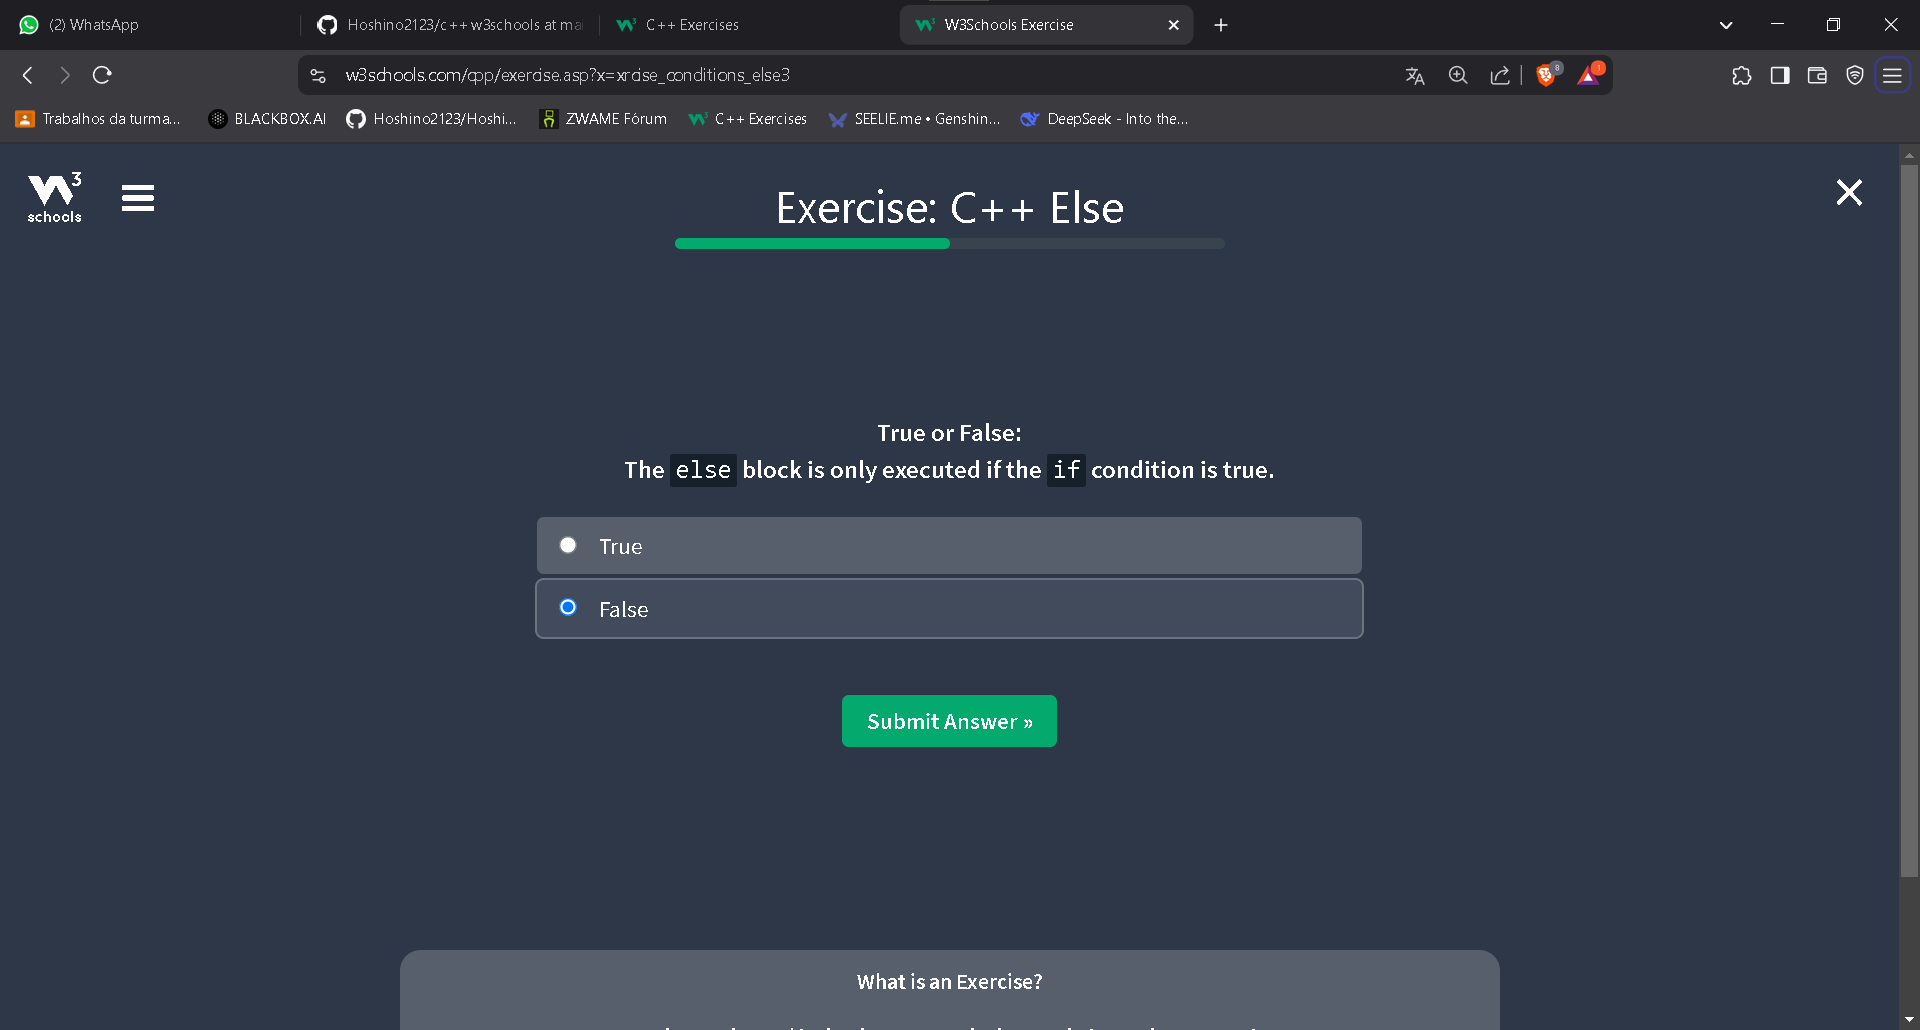 (2) WhatsApp
Hoshino2123/c++ w3schools at mai
C++ Exercises
W3Schools Exercise
w3schools.com/cpp/exercise.asp?x=xrcise_conditions_else3
8
1
Trabalhos da turma...
BLACKBOX.AI
Hoshino2123/Hoshi...
ZWAME Fórum
C++ Exercises
SEELIE.me • Genshin...
DeepSeek - Into the...
W3
schools
Exercise: C++ Else
True or False:
The else block is only executed if the if condition is true.
True
False
Submit Answer »
What is an Exercise?